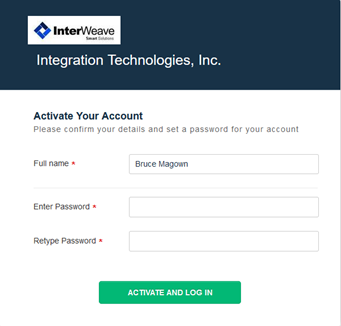 InterWeave
Smart Solutions
Integration Technologies, Inc.
Activate Your Account
Please confirm your details and set a password for your account
Full name *
Bruce Magown
Enter Password *
Retype Password *
ACTIVATE AND LOG IN